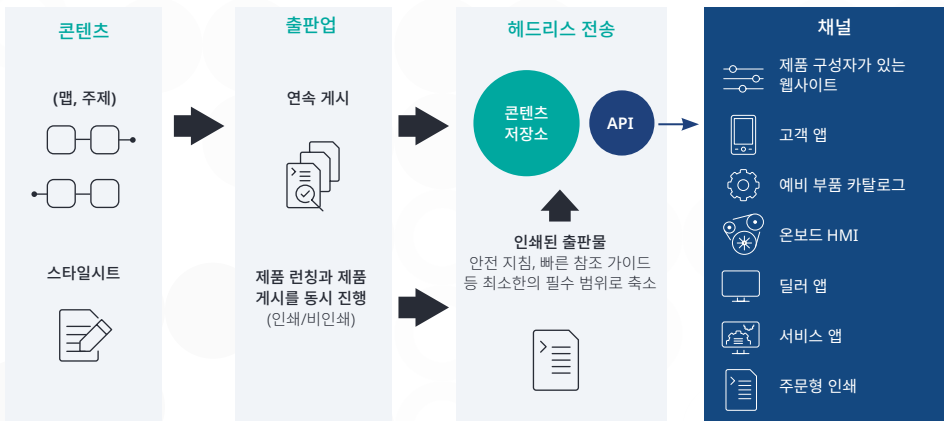 콘텐츠
(맵, 주제)
스타일시트
출판업
연속 게시
제품 런칭과 제품
게시를 동시 진행
(인쇄/비인쇄)
헤드리스 전송
콘텐츠
저장소
API
인쇄된 출판물
안전 지침, 빠른 참조 가이드
등 최소한의 필수 범위로 축소
채널
제품 구성자가 있는
웹사이트
고객 앱
예비 부품 카탈로그
온보드 HMI
딜러 앱
서비스 앱
주문형 인쇄